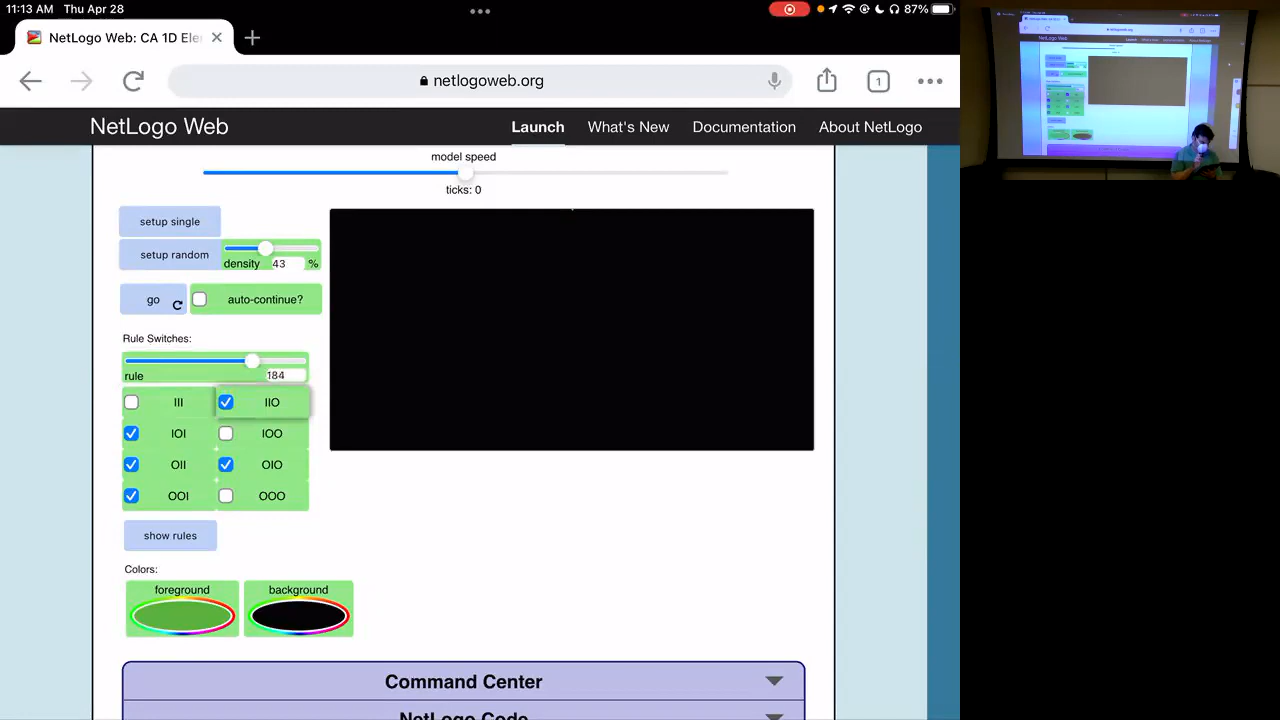 11:13 AM Thu Apr 28
87%
NetLogo Web: CA 1D Ele
netlogoweb.org
1
NetLogo Web
Launch What's New Documentation About NetLogo
model speed
ticks: 0
setup single
setup random
density 43 %
go
auto-continue?
Rule Switches:
rule 184
III IIO
IOI IOO
OII OIO
OOI OOO
show rules
Colors:
foreground background
Command Center
NetLogo Code